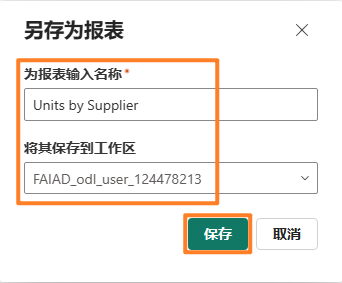 另存为报表
为报表输入名称*
Units by Supplier
将其保存到工作区
FAIAD_odl_user_124478213
保存 取消